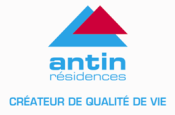 antin
résidences
CRÉATEUR DE QUALITÉ DE VIE